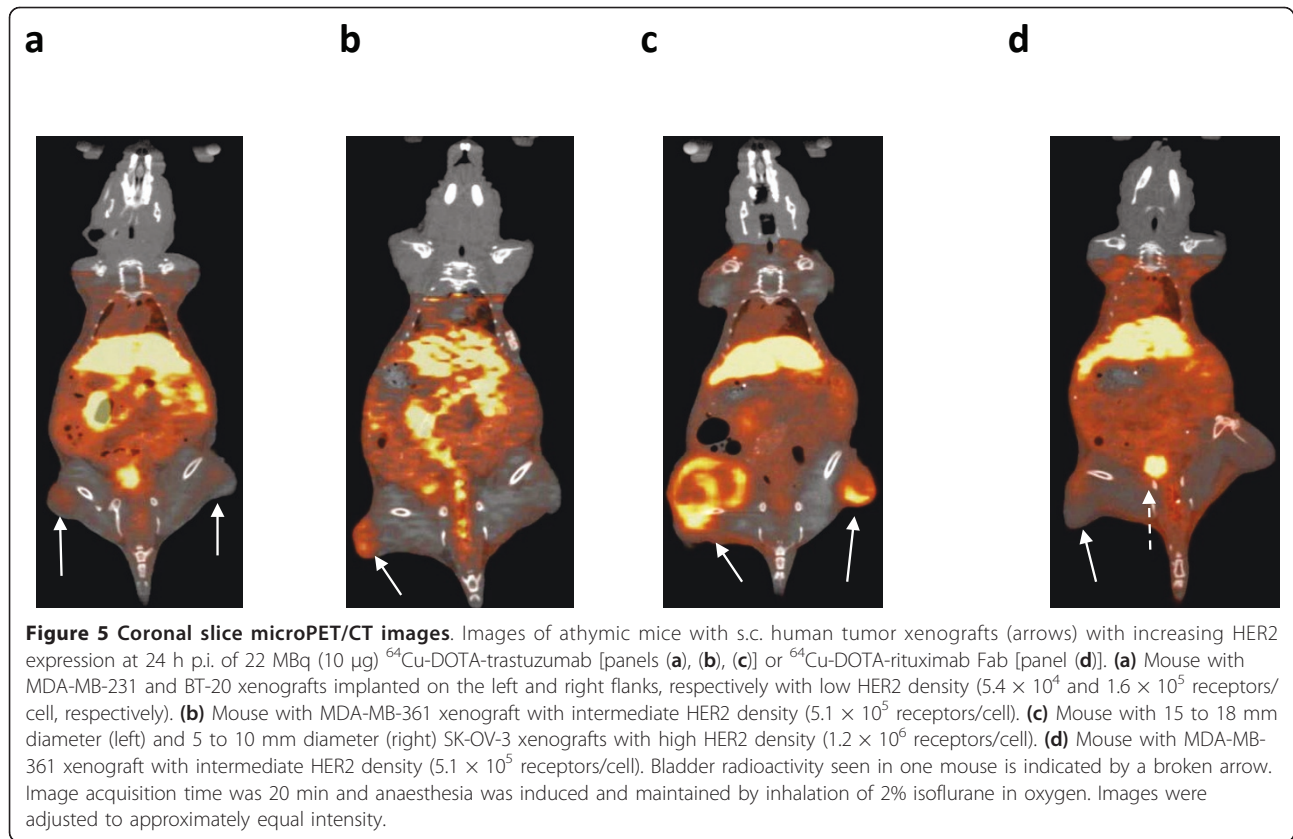 a b c d
Figure 5 Coronal slice microPET/CT images. Images of athymic mice with s.c. human tumor xenografts (arrows) with increasing HER2
expression at 24 h p.i. of 22 MBq (10 μg) ⁶⁴Cu-DOTA-trastuzumab [panels (a), (b), (c)] or ⁶⁴Cu-DOTA-rituximab Fab [panel (d)]. (a) Mouse with
MDA-MB-231 and BT-20 xenografts implanted on the left and right flanks, respectively with low HER2 density (5.4 × 10⁴ and 1.6 × 10⁵ receptors/
cell, respectively). (b) Mouse with MDA-MB-361 xenograft with intermediate HER2 density (5.1 × 10⁵ receptors/cell). (c) Mouse with 15 to 18 mm
diameter (left) and 5 to 10 mm diameter (right) SK-OV-3 xenografts with high HER2 density (1.2 × 10⁶ receptors/cell). (d) Mouse with MDA-MB-
361 xenograft with intermediate HER2 density (5.1 × 10⁵ receptors/cell). Bladder radioactivity seen in one mouse is indicated by a broken arrow.
Image acquisition time was 20 min and anaesthesia was induced and maintained by inhalation of 2% isoflurane in oxygen. Images were
adjusted to approximately equal intensity.